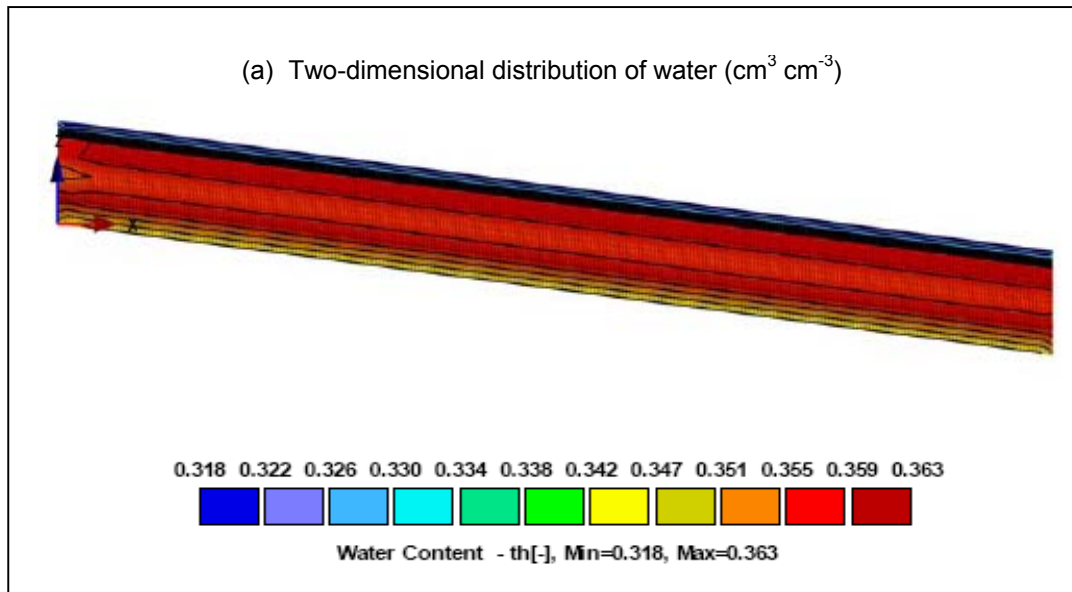 (a) Two-dimensional distribution of water (cm³ cm⁻³)
Z
X
0.318 0.322 0.326 0.330 0.334 0.338 0.342 0.347 0.351 0.355 0.359 0.363
Water Content - th[-], Min=0.318, Max=0.363